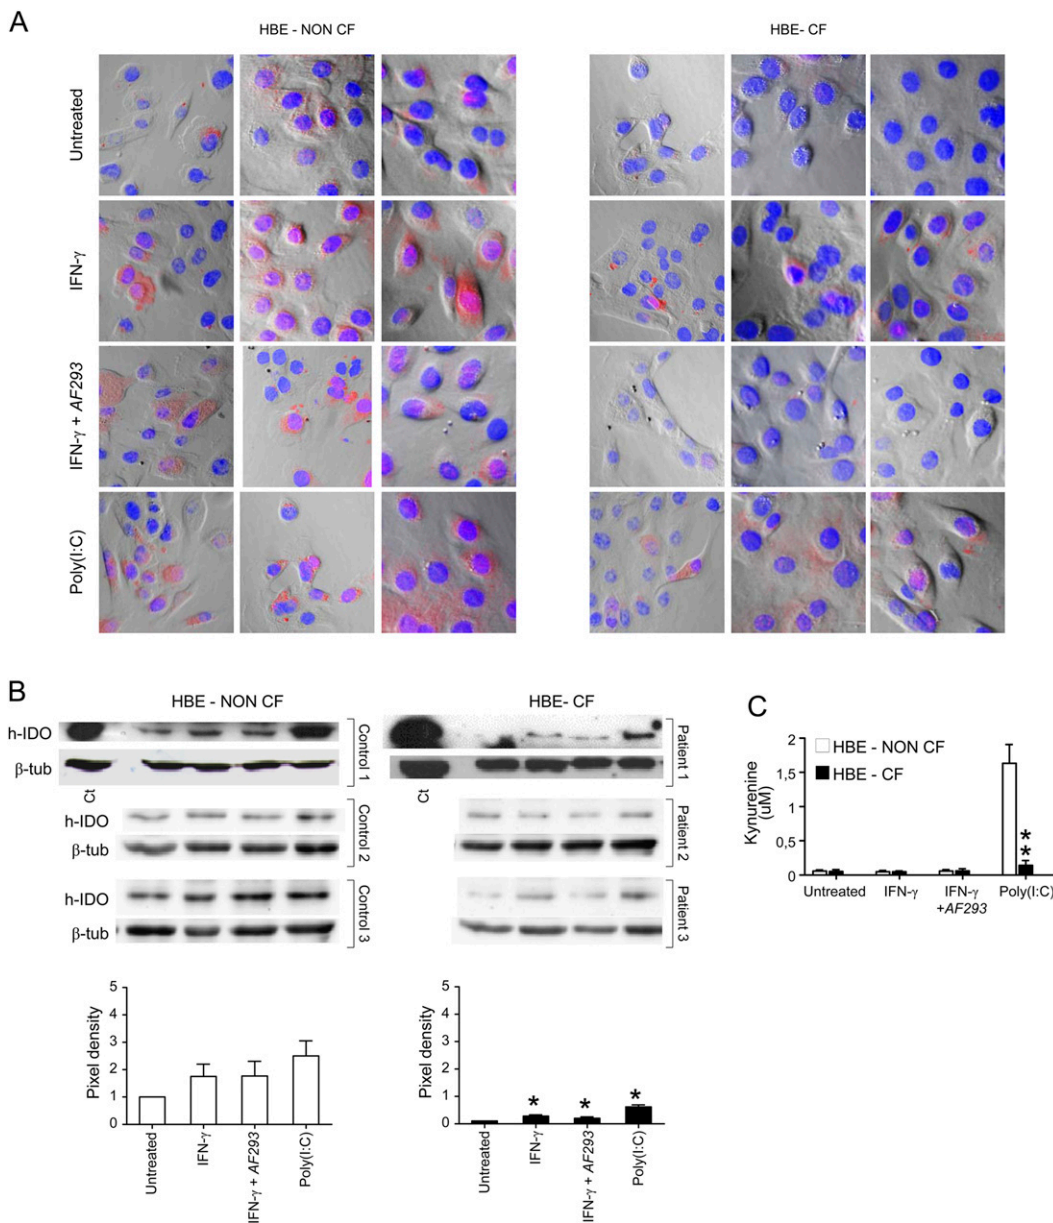 A
HBE - NON CF
HBE- CF
Untreated
IFN-γ
IFN-γ + AF293
Poly(I:C)
B
HBE - NON CF
HBE- CF
h-IDO
β-tub
Ct
Control 1
h-IDO
β-tub
Control 2
h-IDO
β-tub
Control 3
Ct
Patient 1
Patient 2
Patient 3
C
Kynurenine
(uM)
2
1,5
1
0,5
0
HBE - NON CF
HBE - CF
**
Untreated
IFN-γ
IFN-γ
+AF293
Poly(I:C)
Pixel density
5
4
3
2
1
0
Untreated
IFN-γ
IFN-γ + AF293
Poly(I:C)
Pixel density
5
4
3
2
1
0
*
*
*
Untreated
IFN-γ
IFN-γ + AF293
Poly(I:C)